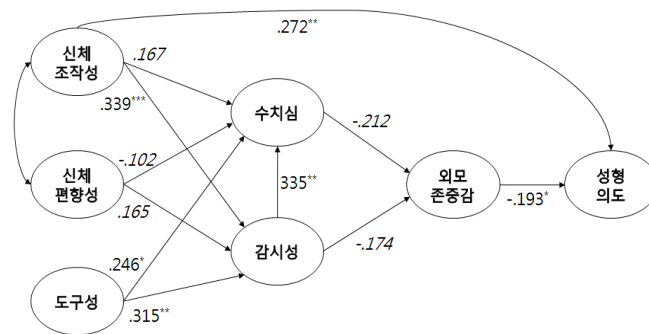 .272**
신체
조작성
.167
.339***
수치심
-.212
신체
편향성
-.102
.165
335**
외모
존중감
-.193*
성형
의도
감시성
-.174
도구성
.246*
.315**